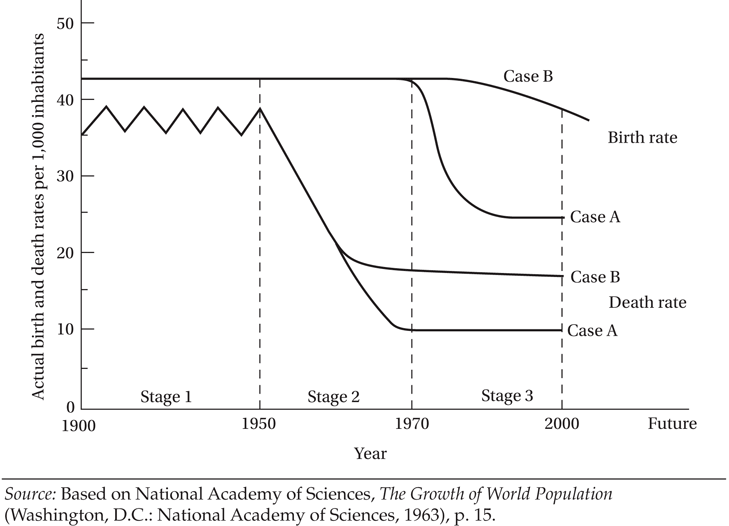 Actual birth and death rates per 1,000 inhabitants
50
40
30
20
10
0
Case B
Birth rate
Case A
Case B
Death rate
Case A
Stage 1
Stage 2
Stage 3
1900
1950
1970
2000
Future
Year
Source: Based on National Academy of Sciences, The Growth of World Population
(Washington, D.C.: National Academy of Sciences, 1963), p. 15.